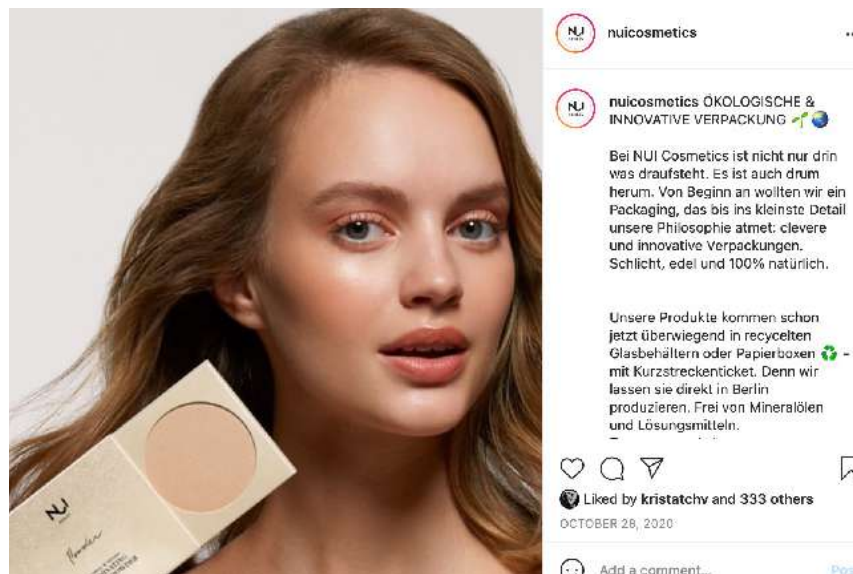 NUI
nuicosmetics
NUI
nuicosmetics ÖKOLOGISCHE &
INNOVATIVE VERPACKUNG
Bei NUI Cosmetics ist nicht nur drin
was draufsteht. Es ist auch drum
herum. Von Beginn an wollten wir ein
Packaging, das bis ins kleinste Detail
unsere Philosophie atmet: clevere
und innovative Verpackungen.
Schlicht, edel und 100% natürlich.
Unsere Produkte kommen schon
jetzt überwiegend in recycelten
Glasbehältern oder Papierboxen -
mit Kurzstreckenticket. Denn wir
lassen sie direkt in Berlin
produzieren. Frei von Mineralölen
und Lösungsmitteln.
Liked by kristatchv and 333 others
OCTOBER 28, 2020
Add a comment...
NUI
Powder
POWDER